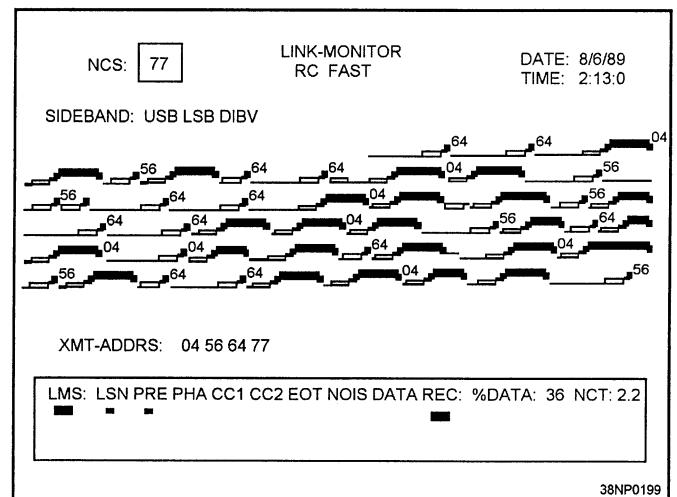 LINK-MONITOR
NCS: 77 RC FAST DATE: 8/6/89
TIME: 2:13:0
SIDEBAND: USB LSB DIBV
64 64 04
56 64 64 04 56
56 64 64 04 56
64 64 04 56 64
04 04 64 04
56 64 64 04 56
XMT-ADDRS: 04 56 64 77
LMS: LSN PRE PHA CC1 CC2 EOT NOIS DATA REC: %DATA: 36 NCT: 2.2
38NP0199